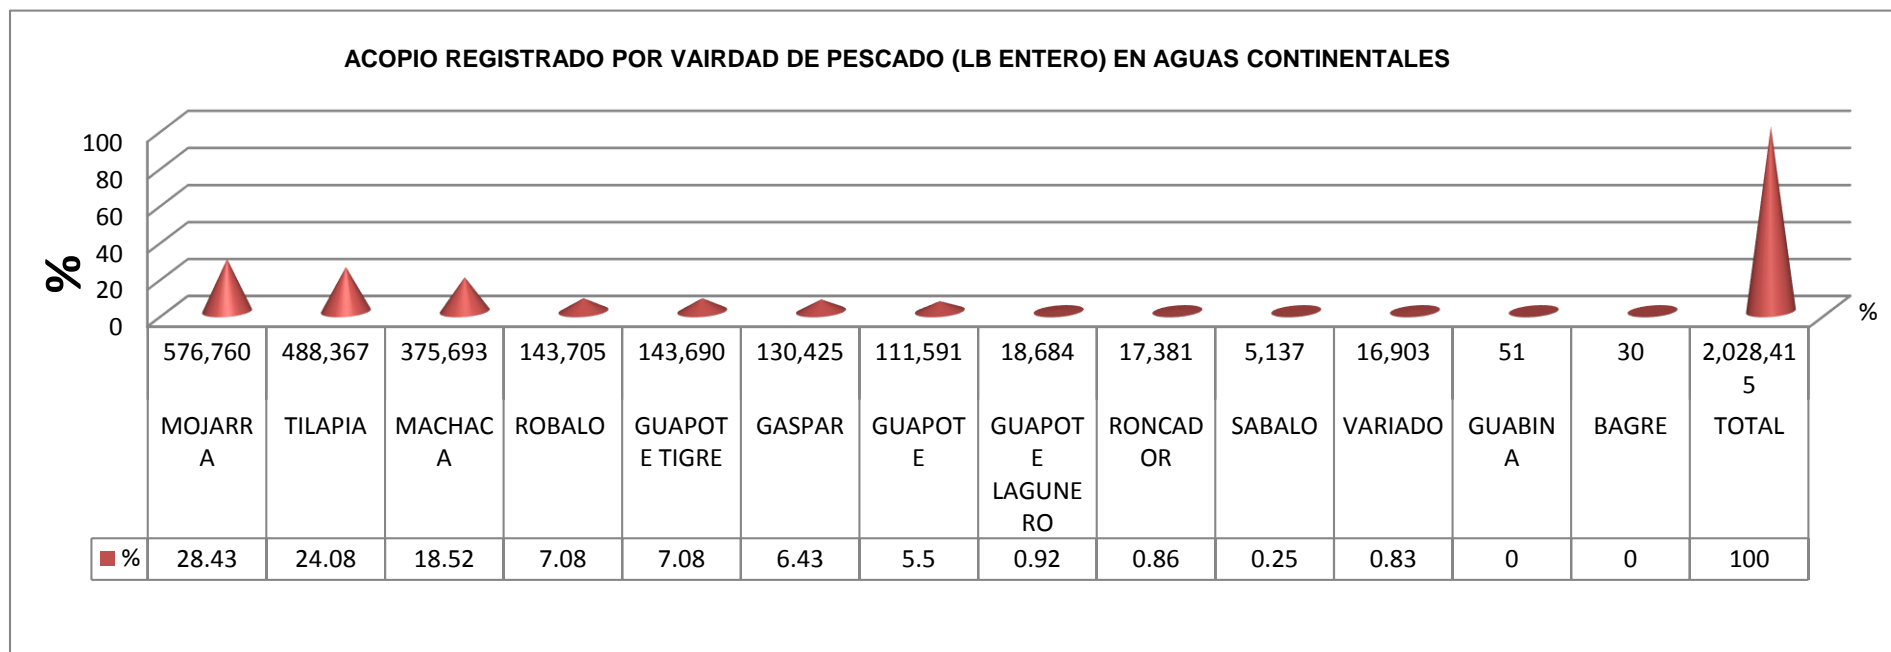 ACOPIO REGISTRADO POR VAIRDAD DE PESCADO (LB ENTERO) EN AGUAS CONTINENTALES
100
80
60
40
20
0
%
%
576,760 488,367 375,693 143,705 143,690 130,425 111,591 18,684 17,381 5,137 16,903 51 30 2,028,41
5
MOJARR TILAPIA MACHAC ROBALO GUAPOT GASPAR GUAPOT GUAPOT RONCAD SABALO VARIADO GUABIN BAGRE TOTAL
A A E TIGRE E E OR A
LAGUNE
RO
% 28.43 24.08 18.52 7.08 7.08 6.43 5.5 0.92 0.86 0.25 0.83 0 0 100